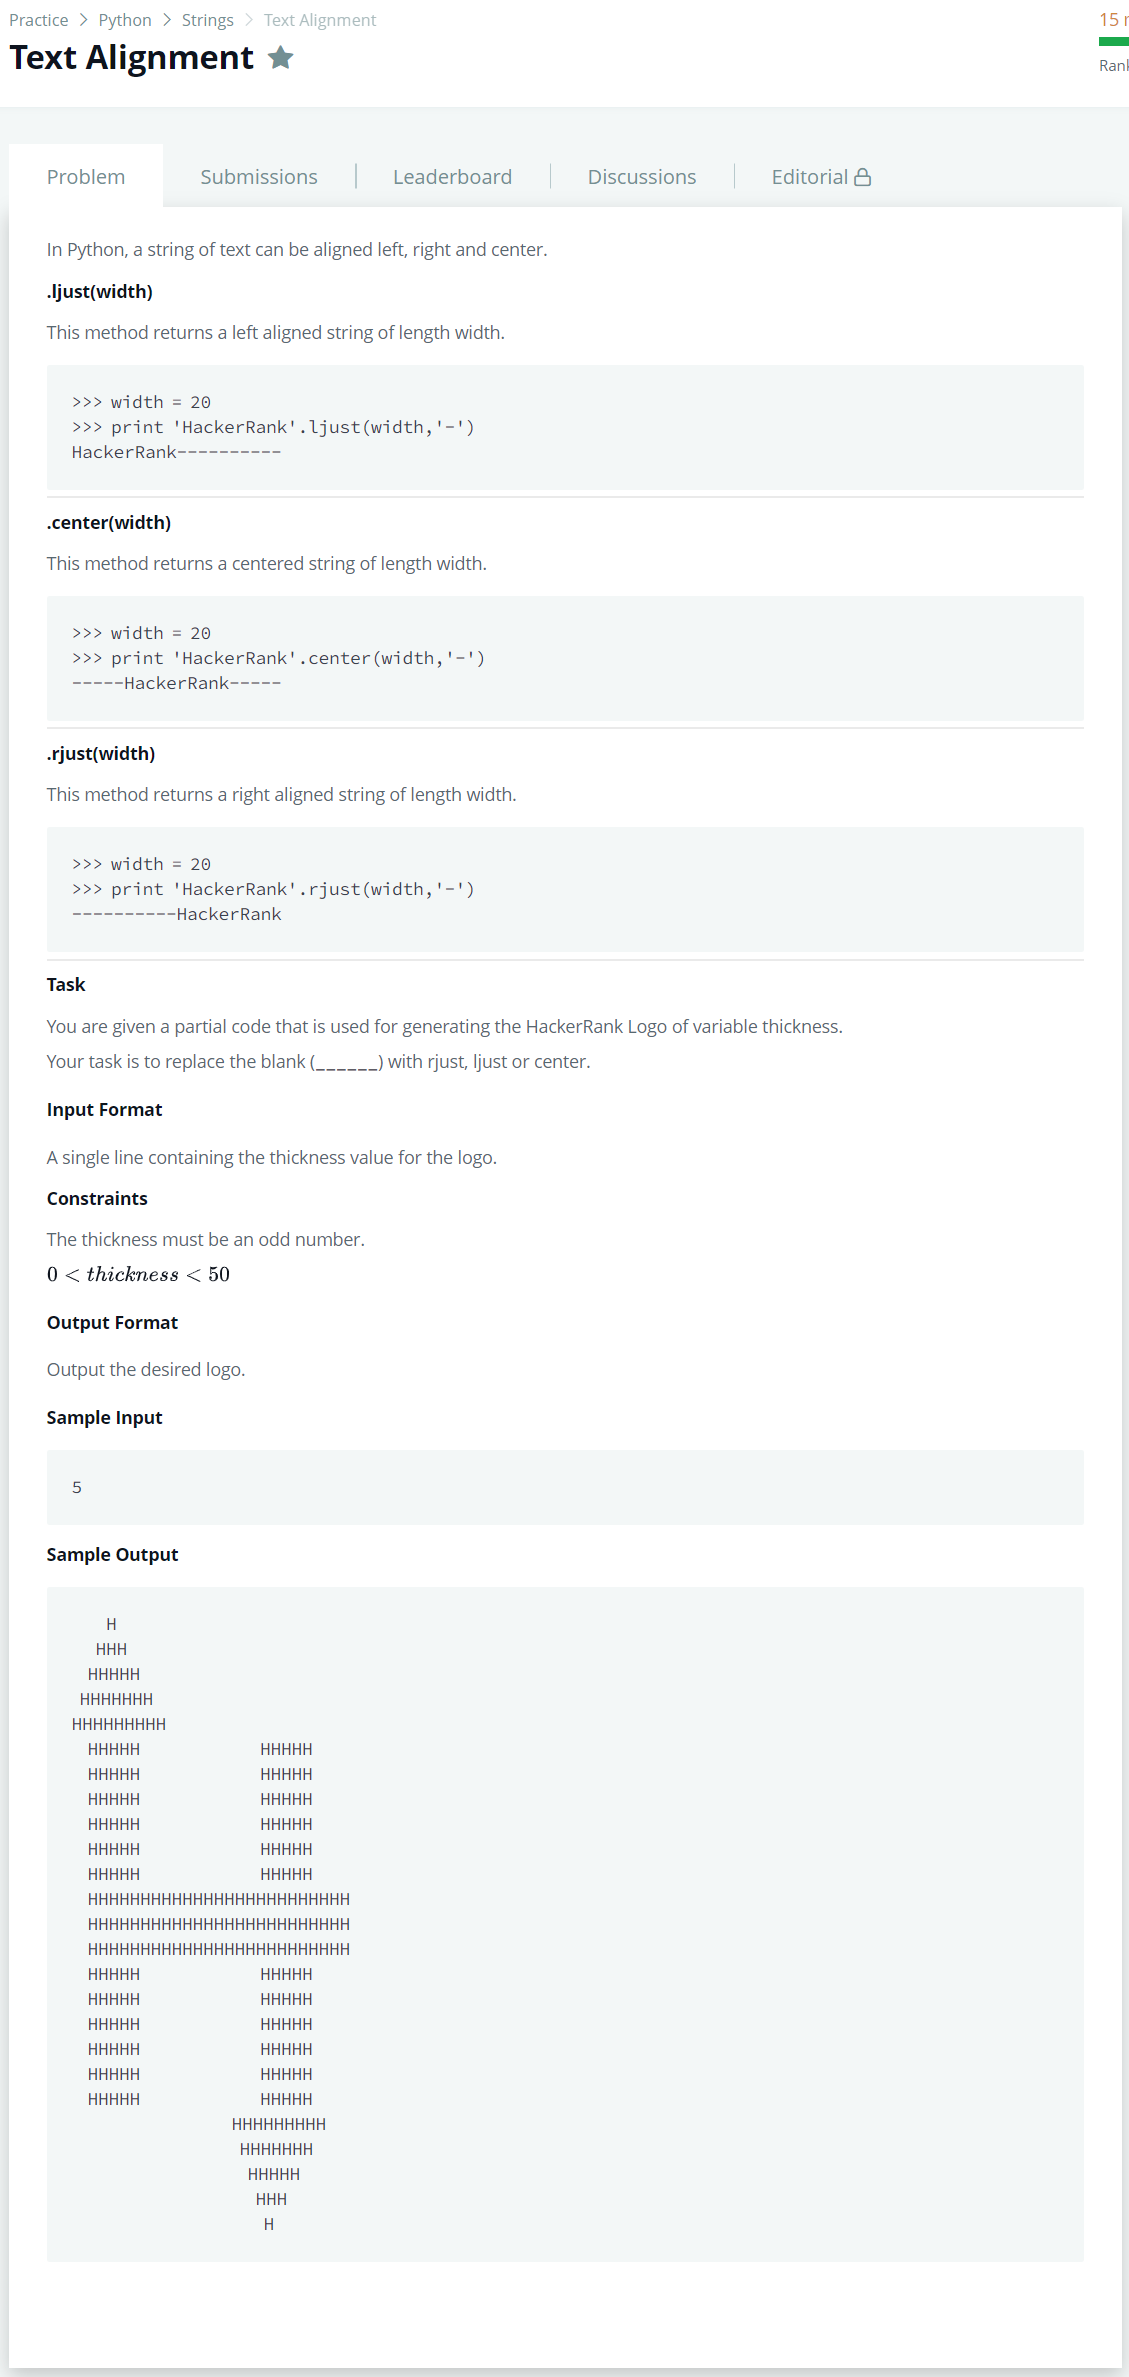 Practice > Python > Strings > Text Alignment
15
Text Alignment
Rank
Problem
Submissions
Leaderboard
Discussions
Editorial
In Python, a string of text can be aligned left, right and center.
.ljust(width)
This method returns a left aligned string of length width.
>>> width = 20
>>> print 'HackerRank'.ljust(width,'-')
HackerRank----------
.center(width)
This method returns a centered string of length width.
>>> width = 20
>>> print 'HackerRank'.center(width,'-')
-----HackerRank-----
.rjust(width)
This method returns a right aligned string of length width.
>>> width = 20
>>> print 'HackerRank'.rjust(width,'-')
----------HackerRank
Task
You are given a partial code that is used for generating the HackerRank Logo of variable thickness.
Your task is to replace the blank (______) with rjust, ljust or center.
Input Format
A single line containing the thickness value for the logo.
Constraints
The thickness must be an odd number.
0 < thickness < 50
Output Format
Output the desired logo.
Sample Input
5
Sample Output
    H
   HHH
  HHHHH
 HHHHHHH
HHHHHHHHH
  HHHHH               HHHHH
  HHHHH               HHHHH
  HHHHH               HHHHH
  HHHHH               HHHHH
  HHHHH               HHHHH
  HHHHH               HHHHH
  HHHHHHHHHHHHHHHHHHHHHHHHH
  HHHHHHHHHHHHHHHHHHHHHHHHH
  HHHHHHHHHHHHHHHHHHHHHHHHH
  HHHHH               HHHHH
  HHHHH               HHHHH
  HHHHH               HHHHH
  HHHHH               HHHHH
  HHHHH               HHHHH
  HHHHH               HHHHH
                    HHHHHHHHH
                     HHHHHHH
                      HHHHH
                       HHH
                        H